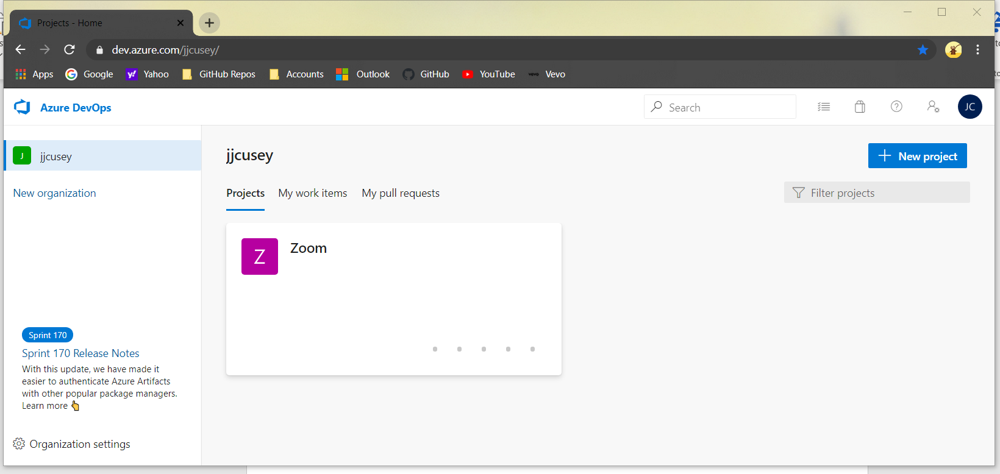 Projects - Home
dev.azure.com/jjcusey/
Apps Google Yahoo GitHub Repos Accounts Outlook GitHub YouTube vevo Vevo
Azure DevOps
Search
JC
J jjcusey
New organization
jjcusey
New project
Projects My work items My pull requests
Filter projects
Z Zoom
Sprint 170
Sprint 170 Release Notes
With this update, we have made it
easier to authenticate Azure Artifacts
with other popular package managers.
Learn more 👆
Organization settings